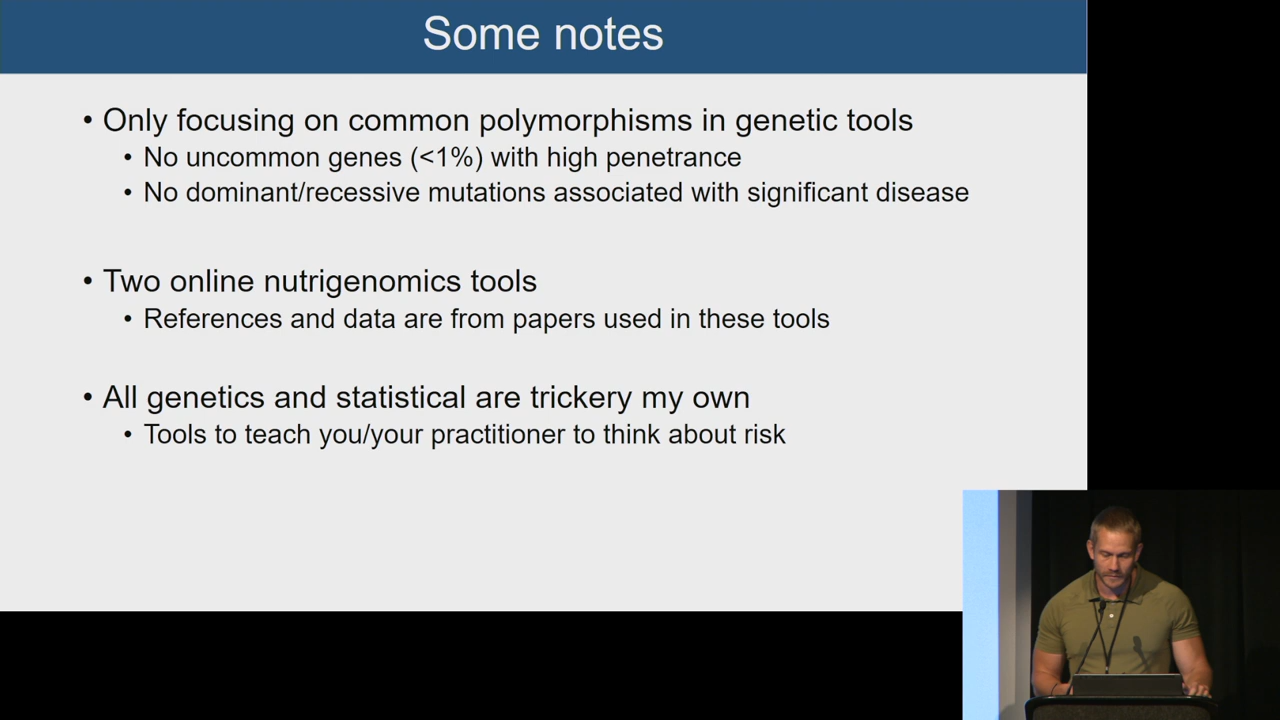 Some notes
• Only focusing on common polymorphisms in genetic tools
• No uncommon genes (<1%) with high penetrance
• No dominant/recessive mutations associated with significant disease
• Two online nutrigenomics tools
• References and data are from papers used in these tools
• All genetics and statistical are trickery my own
• Tools to teach you/your practitioner to think about risk